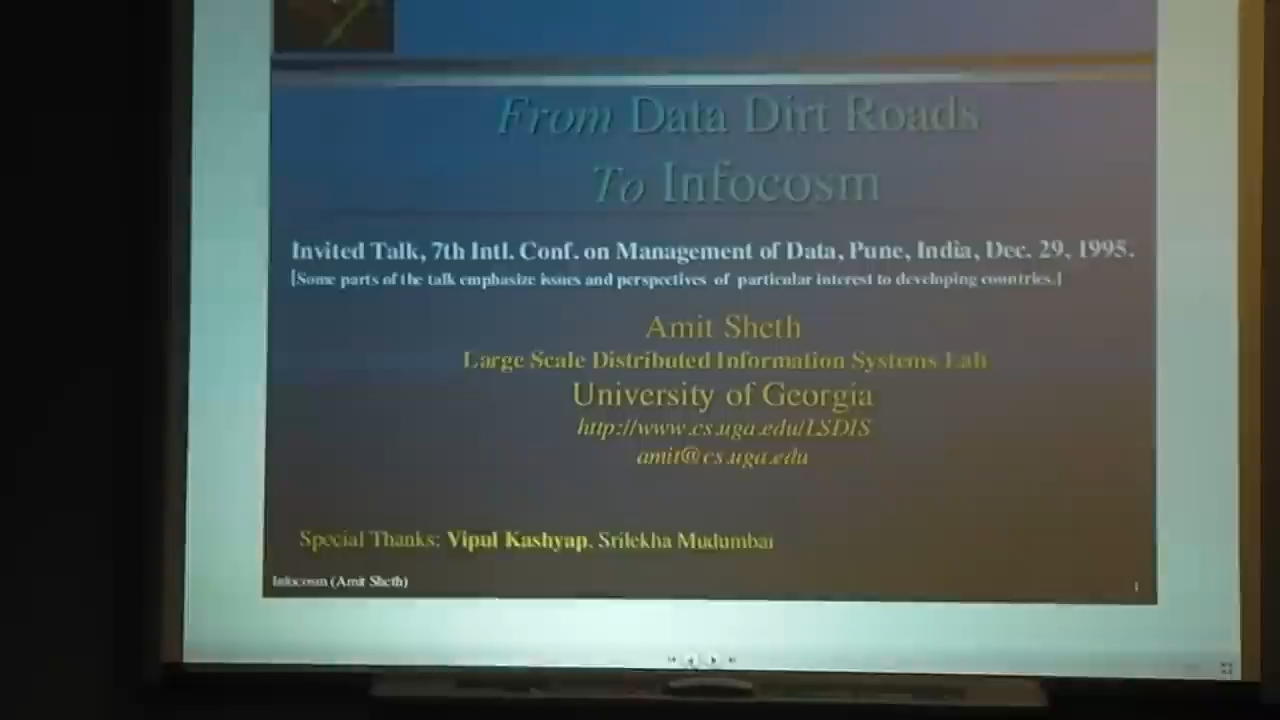 From Data Dirt Roads
To Infocosm
Invited Talk, 7th Intl. Conf. on Management of Data, Pune, India, Dec. 29, 1995.
[Some parts of the talk emphasize issues and perspectives of particular interest to developing countries.]
Amit Sheth
Large Scale Distributed Information Systems Lab
University of Georgia
http://www.cs.uga.edu/LSDIS
amit@cs.uga.edu
Special Thanks: Vipul Kashyap, Srilekha Mudumbai
Infocosm (Amit Sheth)
1